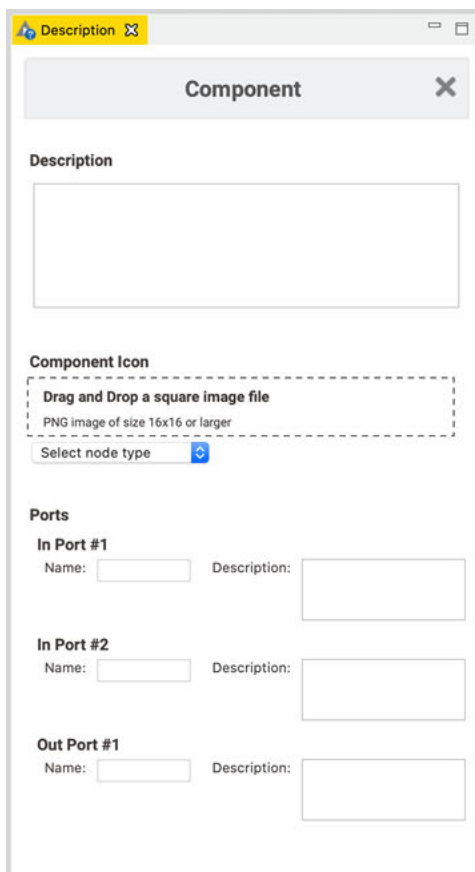 Description
Component
Description
Component Icon
Drag and Drop a square image file
PNG image of size 16x16 or larger
Select node type
Ports
In Port #1
Name: Description:
In Port #2
Name: Description:
Out Port #1
Name: Description: